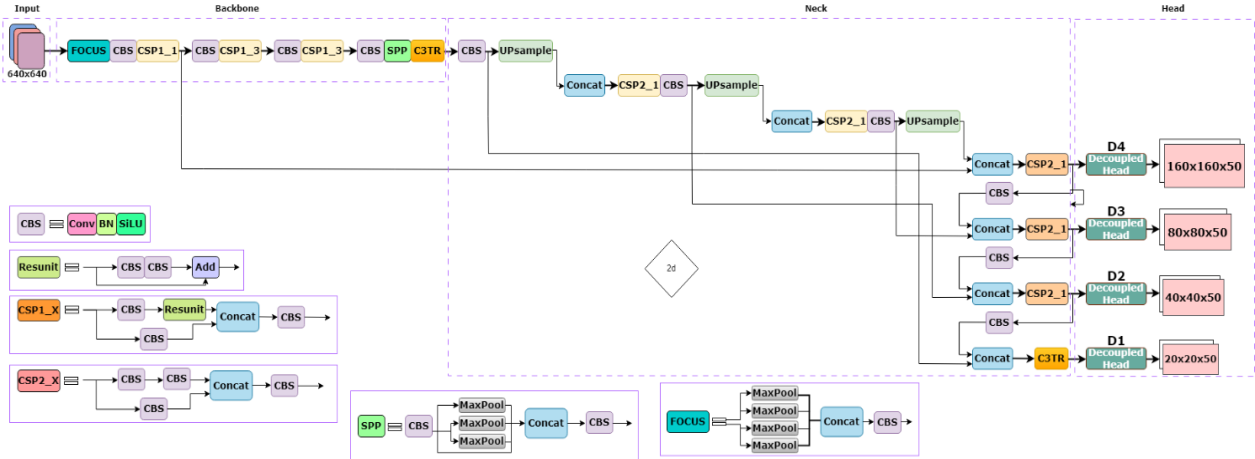 Input
Backbone
Neck
Head
640x640
FOCUS CBS CSP1_1 CBS CSP1_3 CBS CSP1_3 CBS SPP C3TR CBS UPsample
Concat CSP2_1 CBS UPsample
Concat CSP2_1 CBS UPsample
D4
Concat CSP2_1 Decoupled Head 160x160x50
CBS
D3
Concat CSP2_1 Decoupled Head 80x80x50
CBS
D2
Concat CSP2_1 Decoupled Head 40x40x50
CBS
D1
Concat C3TR Decoupled Head 20x20x50
2d
CBS Conv BN SiLU
Resunit CBS CBS Add
CSP1_X CBS Resunit Concat CBS
CBS
CSP2_X CBS CBS Concat CBS
CBS
SPP CBS MaxPool Concat CBS
MaxPool
MaxPool
FOCUS MaxPool Concat CBS
MaxPool
MaxPool
MaxPool